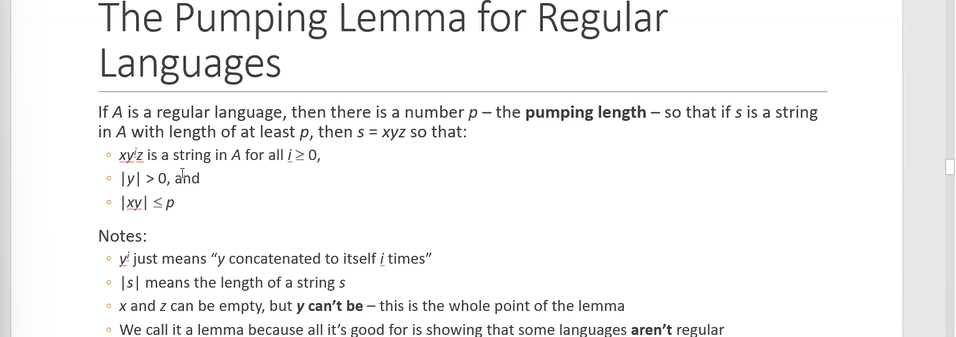 The Pumping Lemma for Regular
Languages
If A is a regular language, then there is a number p – the pumping length – so that if s is a string
in A with length of at least p, then s = xyz so that:
◦ xyⁱz is a string in A for all i ≥ 0,
◦ |y| > 0, and
◦ |xy| ≤ p
Notes:
◦ yⁱ just means “y concatenated to itself i times”
◦ |s| means the length of a string s
◦ x and z can be empty, but y can’t be – this is the whole point of the lemma
◦ We call it a lemma because all it’s good for is showing that some languages aren’t regular